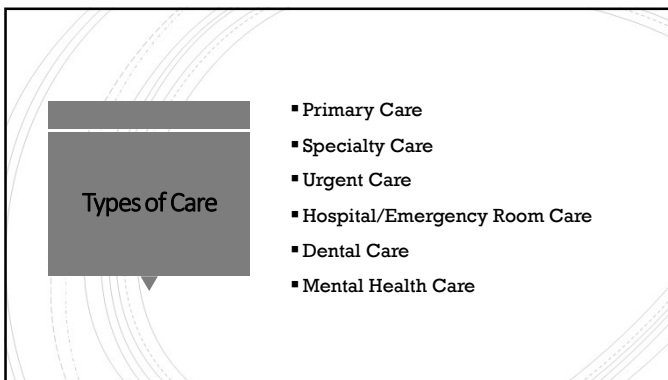 Types of Care
▪ Primary Care
▪ Specialty Care
▪ Urgent Care
▪ Hospital/Emergency Room Care
▪ Dental Care
▪ Mental Health Care